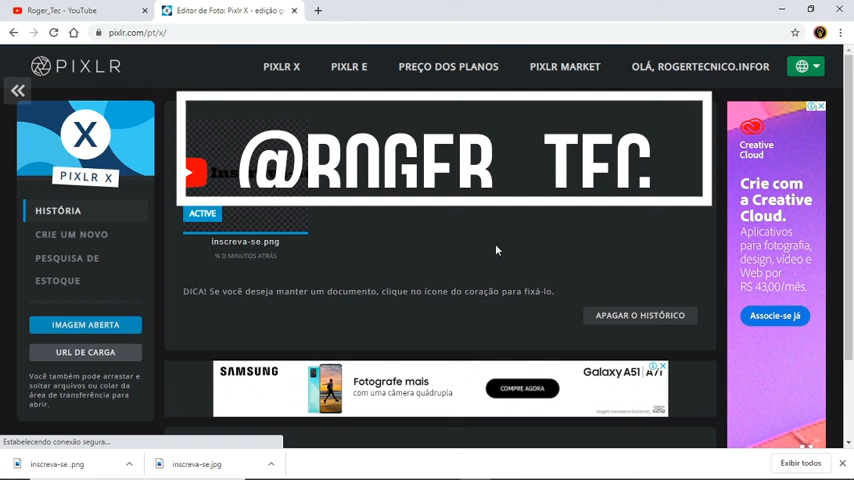 Roger_Tec - YouTube
Editor de Foto: Pixlr X - edição g
pixlr.com/pt/x/
PIXLR
PIXLR X
PIXLR E
PREÇO DOS PLANOS
PIXLR MARKET
OLÁ, ROGERTECNICO.INFOR
X
PIXLR X
HISTÓRIA
CRIE UM NOVO
PESQUISA DE
ESTOQUE
IMAGEM ABERTA
URL DE CARGA
Você também pode arrastar e
soltar arquivos ou colar da
área de transferência para
abrir.
@ROGER_TEC
ACTIVE
inscreva-se.png
% D MINUTOS ATRÁS
DICA! Se você deseja manter um documento, clique no ícone do coração para fixá-lo.
APAGAR O HISTÓRICO
SAMSUNG
Fotografe mais
com uma câmera quádrupla
COMPRE AGORA
Galaxy A51 | A71
Creative
Cloud
Crie com
a Creative
Cloud.
Aplicativos
para fotografia,
design, vídeo e
Web por
R$ 43,00/mês.
Associe-se já
Estabelecendo conexão segura...
inscreva-se .png
inscreva-se.jpg
Exibir todos